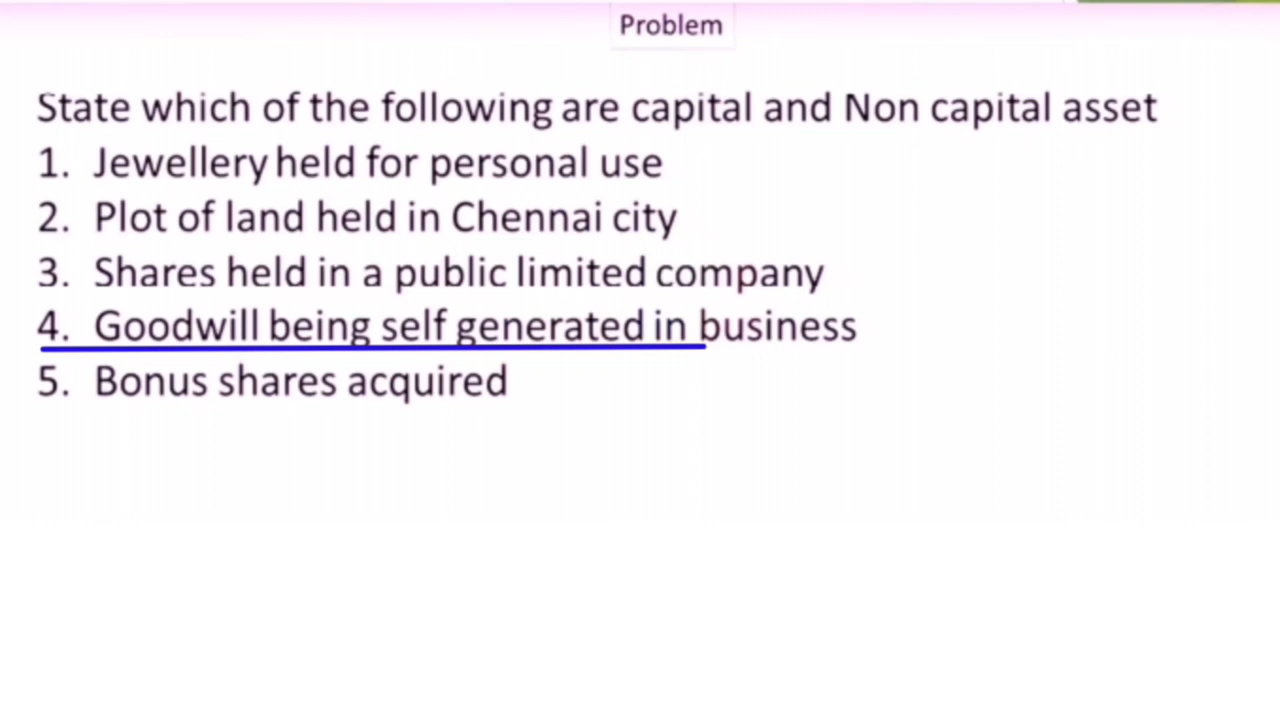 Problem
State which of the following are capital and Non capital asset
1. Jewellery held for personal use
2. Plot of land held in Chennai city
3. Shares held in a public limited company
4. Goodwill being self generated in business
5. Bonus shares acquired